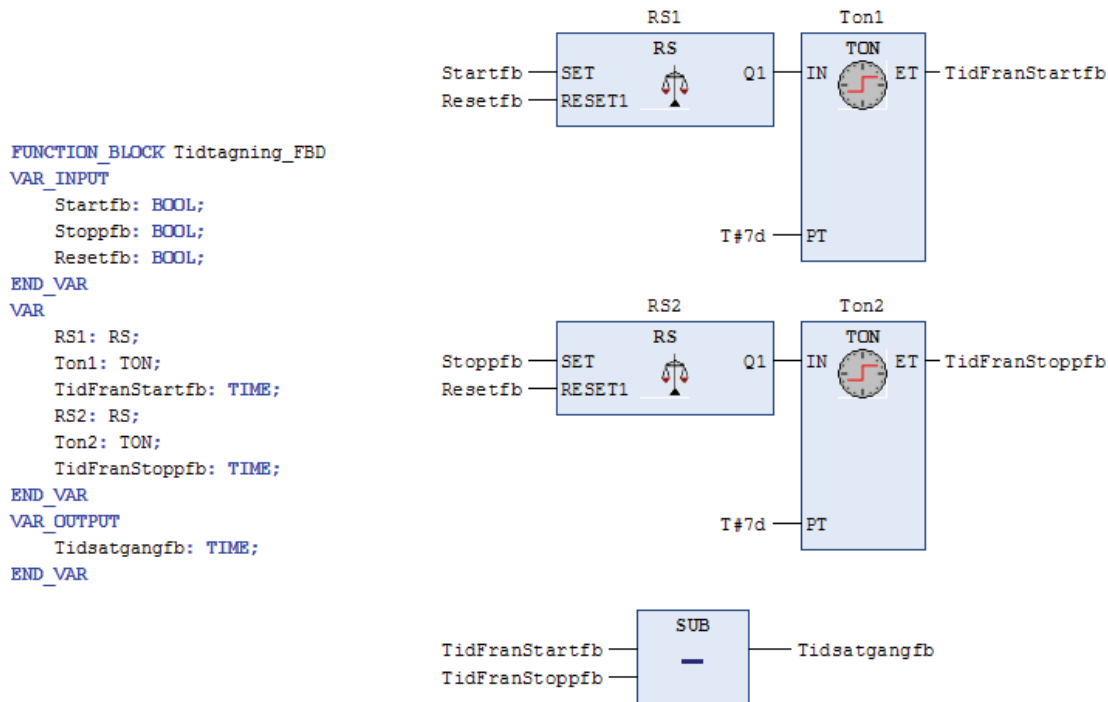 FUNCTION_BLOCK Tidtagning_FBD
VAR_INPUT
Startfb: BOOL;
Stoppfb: BOOL;
Resetfb: BOOL;
END_VAR
VAR
RS1: RS;
Ton1: TON;
TidFranStartfb: TIME;
RS2: RS;
Ton2: TON;
TidFranStoppfb: TIME;
END_VAR
VAR_OUTPUT
Tidsatgangfb: TIME;
END_VAR
RS1 Ton1
RS TON
Startfb SET Q1 IN ET TidFranStartfb
Resetfb RESET1
T#7d PT
RS2 Ton2
RS TON
Stoppfb SET Q1 IN ET TidFranStoppfb
Resetfb RESET1
T#7d PT
SUB
TidFranStartfb Tidsatgangfb
TidFranStoppfb